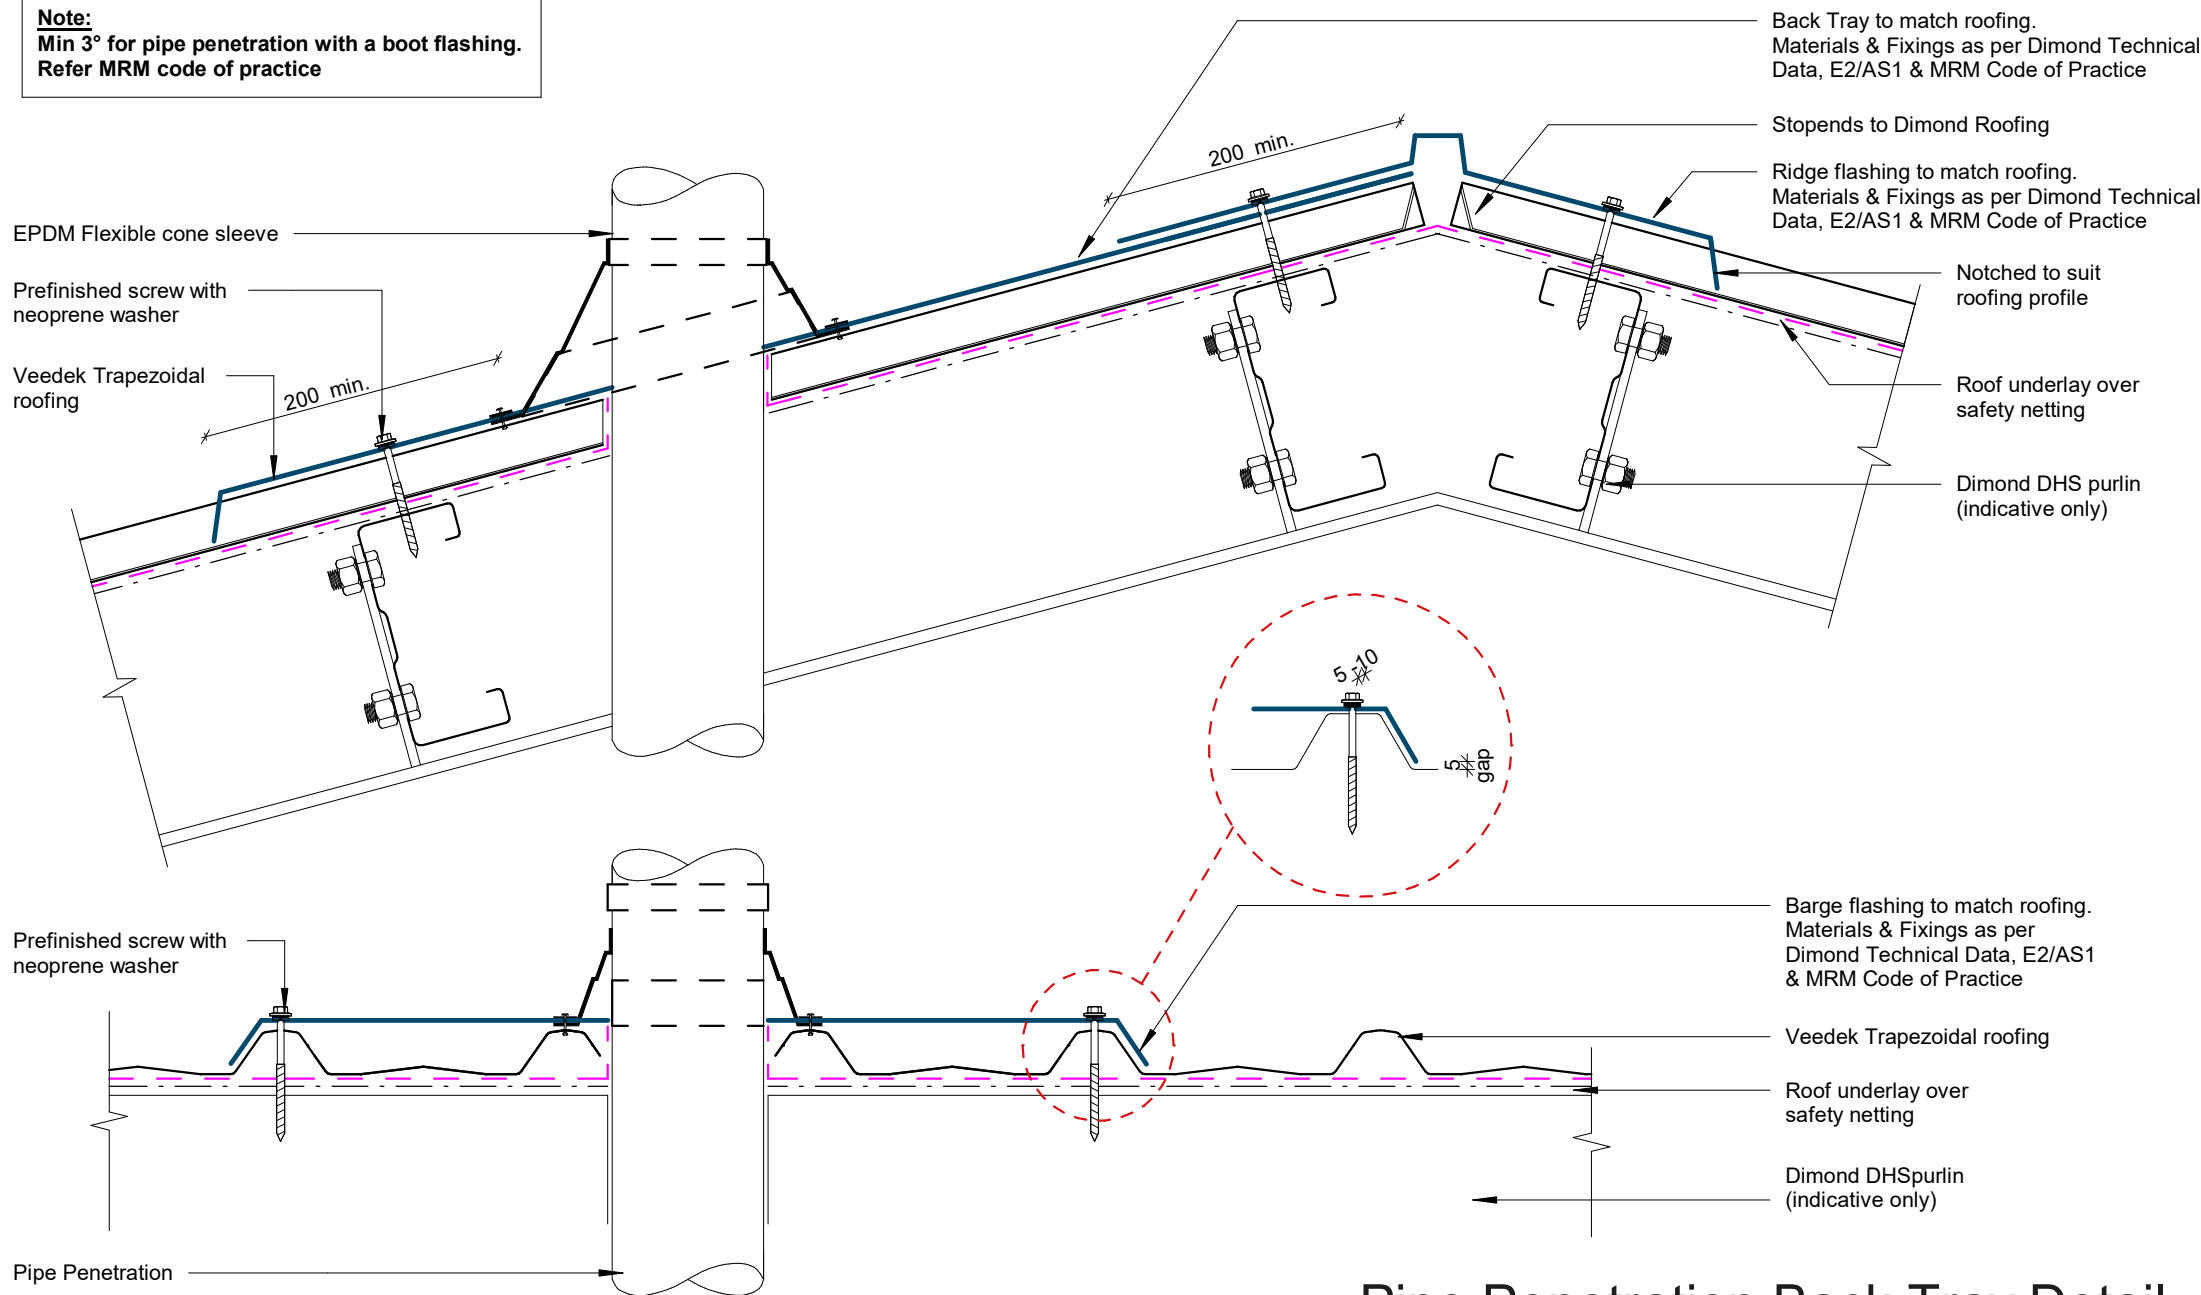 Note:
Min 3° for pipe penetration with a boot flashing.
Refer MRM code of practice
Back Tray to match roofing.
Materials & Fixings as per Dimond Technical
Data, E2/AS1 & MRM Code of Practice
200 min.
Stopends to Dimond Roofing
Ridge flashing to match roofing.
Materials & Fixings as per Dimond Technical
Data, E2/AS1 & MRM Code of Practice
EPDM Flexible cone sleeve
Notched to suit
roofing profile
Prefinished screw with
neoprene washer
Veedek Trapezoidal
roofing
200 min.
Roof underlay over
safety netting
Dimond DHS purlin
(indicative only)
5 -10
5
gap
Barge flashing to match roofing.
Materials & Fixings as per
Dimond Technical Data, E2/AS1
& MRM Code of Practice
Prefinished screw with
neoprene washer
Veedek Trapezoidal roofing
Roof underlay over
safety netting
Dimond DHSpurlin
(indicative only)
Pipe Penetration
Pipe Penetration Back Tray Detail